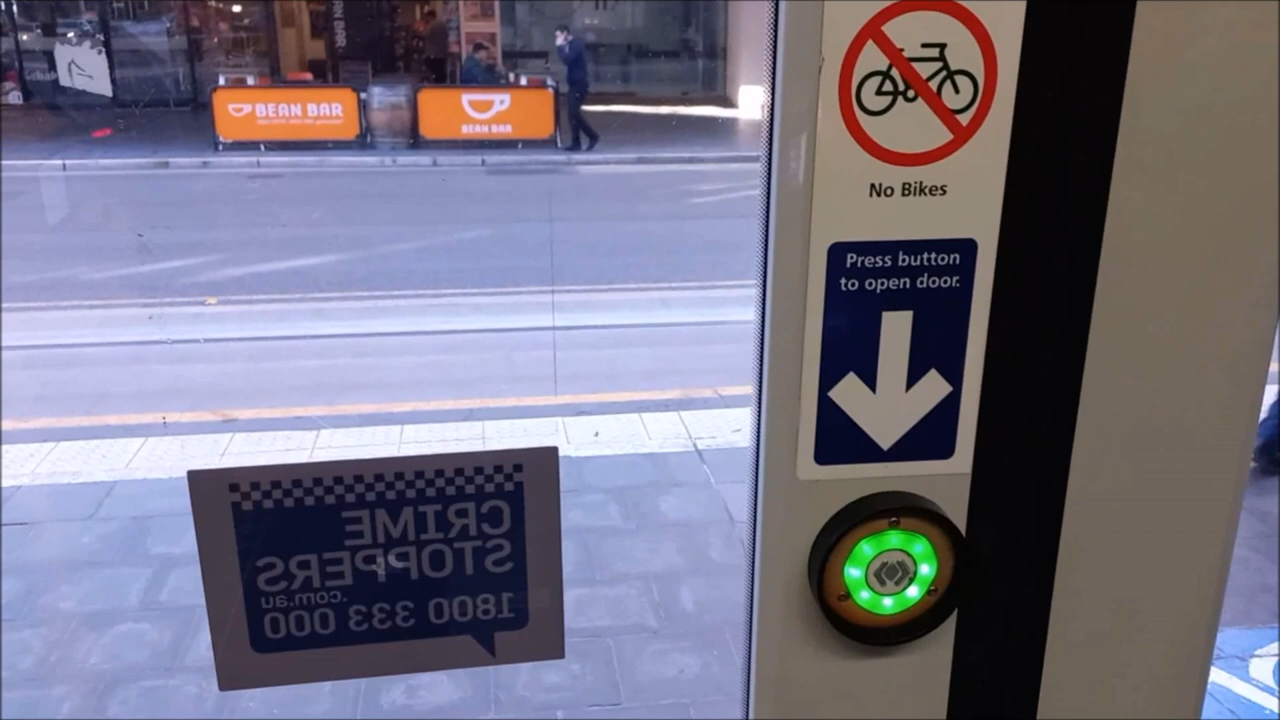 BEAN BAR
BEAN BAR
No Bikes
Press button
to open door.
CRIME
STOPPERS
.com.au
1800 333 000